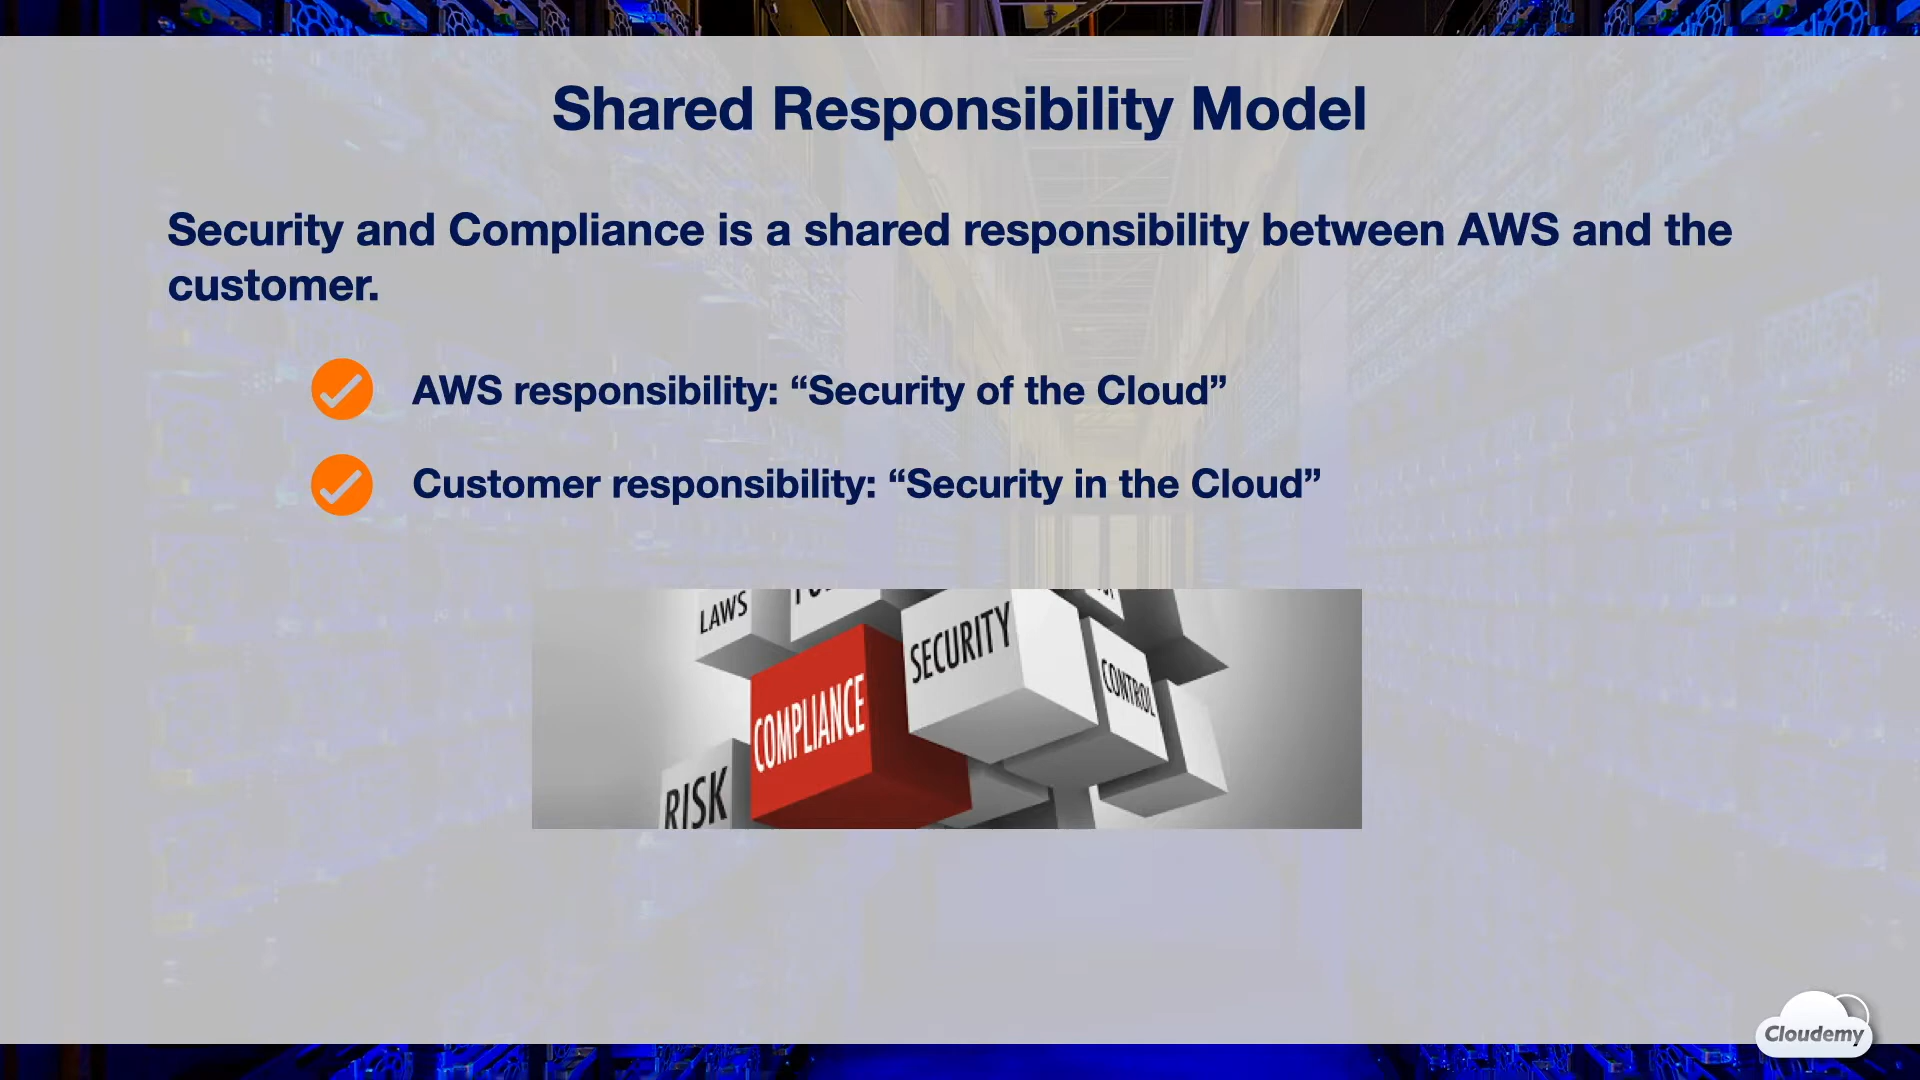 Shared Responsibility Model
Security and Compliance is a shared responsibility between AWS and the
customer.
AWS responsibility: “Security of the Cloud”
Customer responsibility: “Security in the Cloud”
LAWS
SECURITY
COMPLIANCE
CONTROL
RISK
Cloudemy